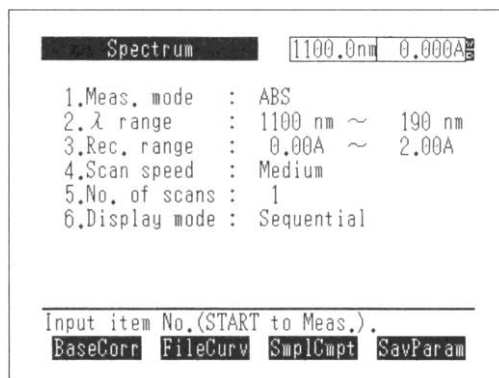 Spectrum 1100.0nm 0.000A
1.Meas. mode : ABS
2.λ range : 1100 nm ～ 190 nm
3.Rec. range : 0.00A ～ 2.00A
4.Scan speed : Medium
5.No. of scans : 1
6.Display mode : Sequential
Input item No.(START to Meas.).
BaseCorr FileCurv SmplCmpt SavParam